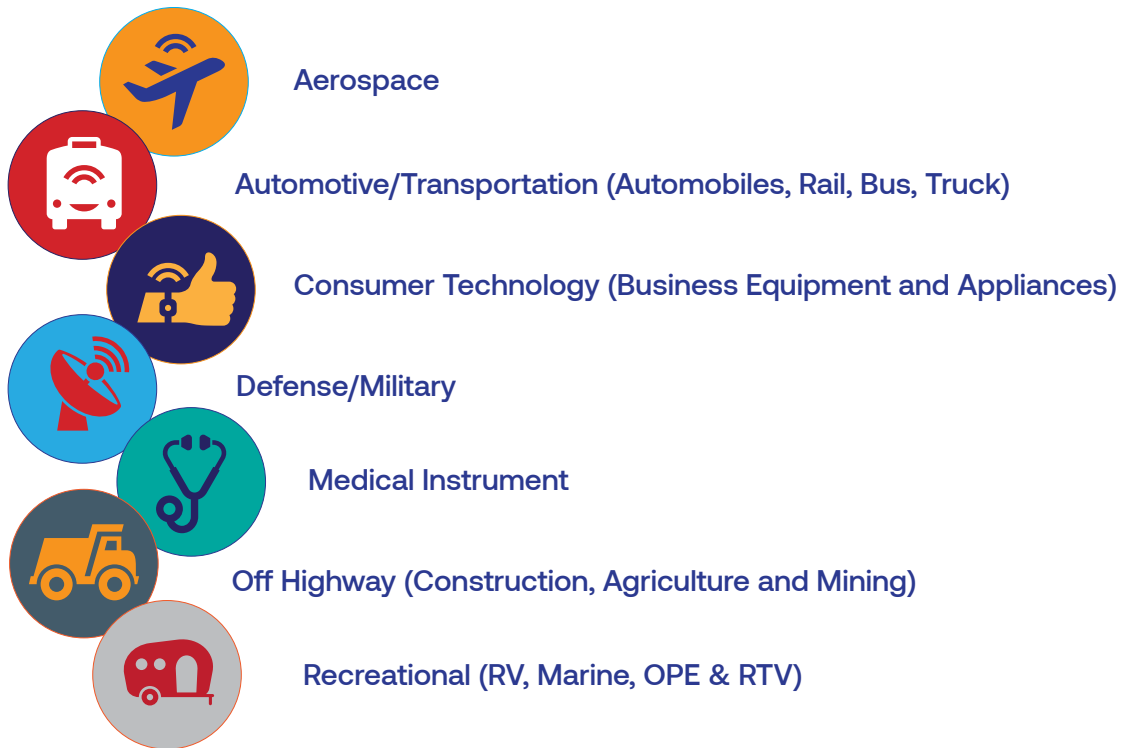 Aerospace
Automotive/Transportation (Automobiles, Rail, Bus, Truck)
Consumer Technology (Business Equipment and Appliances)
Defense/Military
Medical Instrument
Off Highway (Construction, Agriculture and Mining)
Recreational (RV, Marine, OPE & RTV)